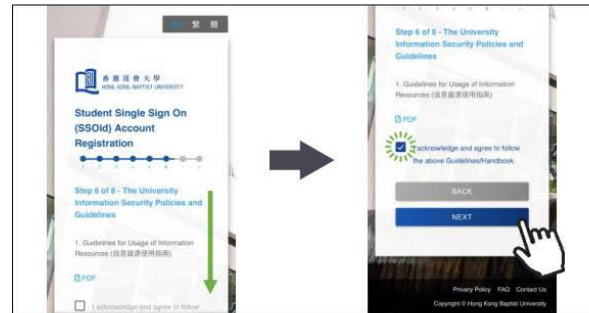 繁 簡
香港浸會大學
HONG KONG BAPTIST UNIVERSITY
Student Single Sign On
(SSOid) Account
Registration
Step 6 of 8 - The University
Information Security Policies and
Guidelines
1. Guidelines for Usage of Information
Resources (信息資源使用指南)
PDF
I acknowledge and agree to follow
Step 6 of 8 - The University
Information Security Policies and
Guidelines
1. Guidelines for Usage of Information
Resources (信息資源使用指南)
PDF
I acknowledge and agree to follow
the above Guidelines/Handbook.
BACK
NEXT
Privacy Policy FAQ Contact Us
Copyright © Hong Kong Baptist University